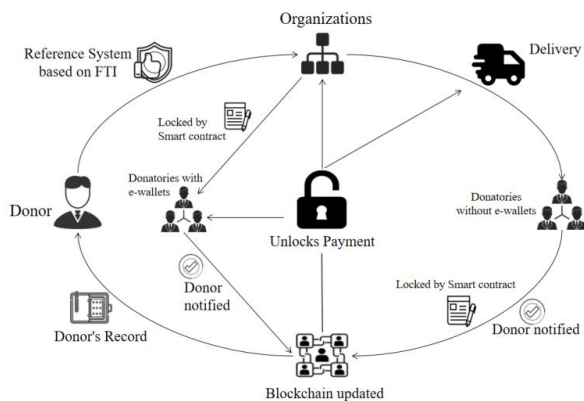 Organizations
Reference System
based on FTI
Delivery
Locked by
Smart contract
Donatories with
e-wallets
Donor
Unlocks Payment
Donatories
without e-wallets
Donor
notified
Locked by Smart contract
Donor notified
Donor's Record
Blockchain updated